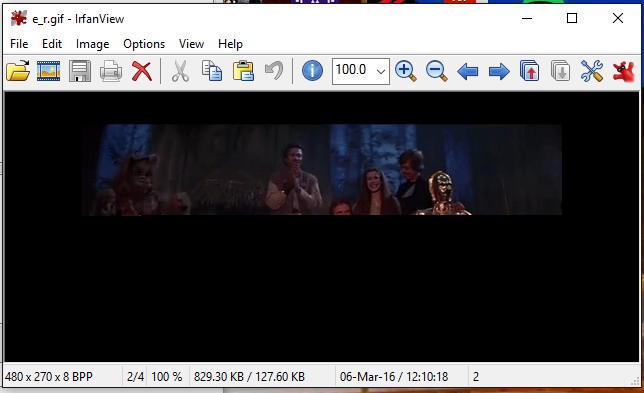 e_r.gif - IrfanView
File Edit Image Options View Help
100.0
480 x 270 x 8 BPP 2/4 100 % 829.30 KB / 127.60 KB 06-Mar-16 / 12:10:18 2